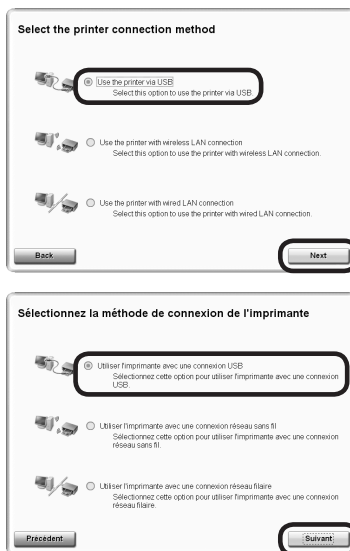 Select the printer connection method
Use the printer via USB
Select this option to use the printer via USB.
Use the printer with wireless LAN connection
Select this option to use the printer with wireless LAN connection.
Use the printer with wired LAN connection
Select this option to use the printer with wired LAN connection.
Back
Next
Sélectionnez la méthode de connexion de l'imprimante
Utiliser l'imprimante avec une connexion USB
Sélectionnez cette option pour utiliser l'imprimante avec une connexion
USB.
Utiliser l'imprimante avec une connexion réseau sans fil
Sélectionnez cette option pour utiliser l'imprimante avec une connexion
réseau sans fil.
Utiliser l'imprimante avec une connexion réseau filaire
Sélectionnez cette option pour utiliser l'imprimante avec une connexion
réseau filaire.
Précédent
Suivant